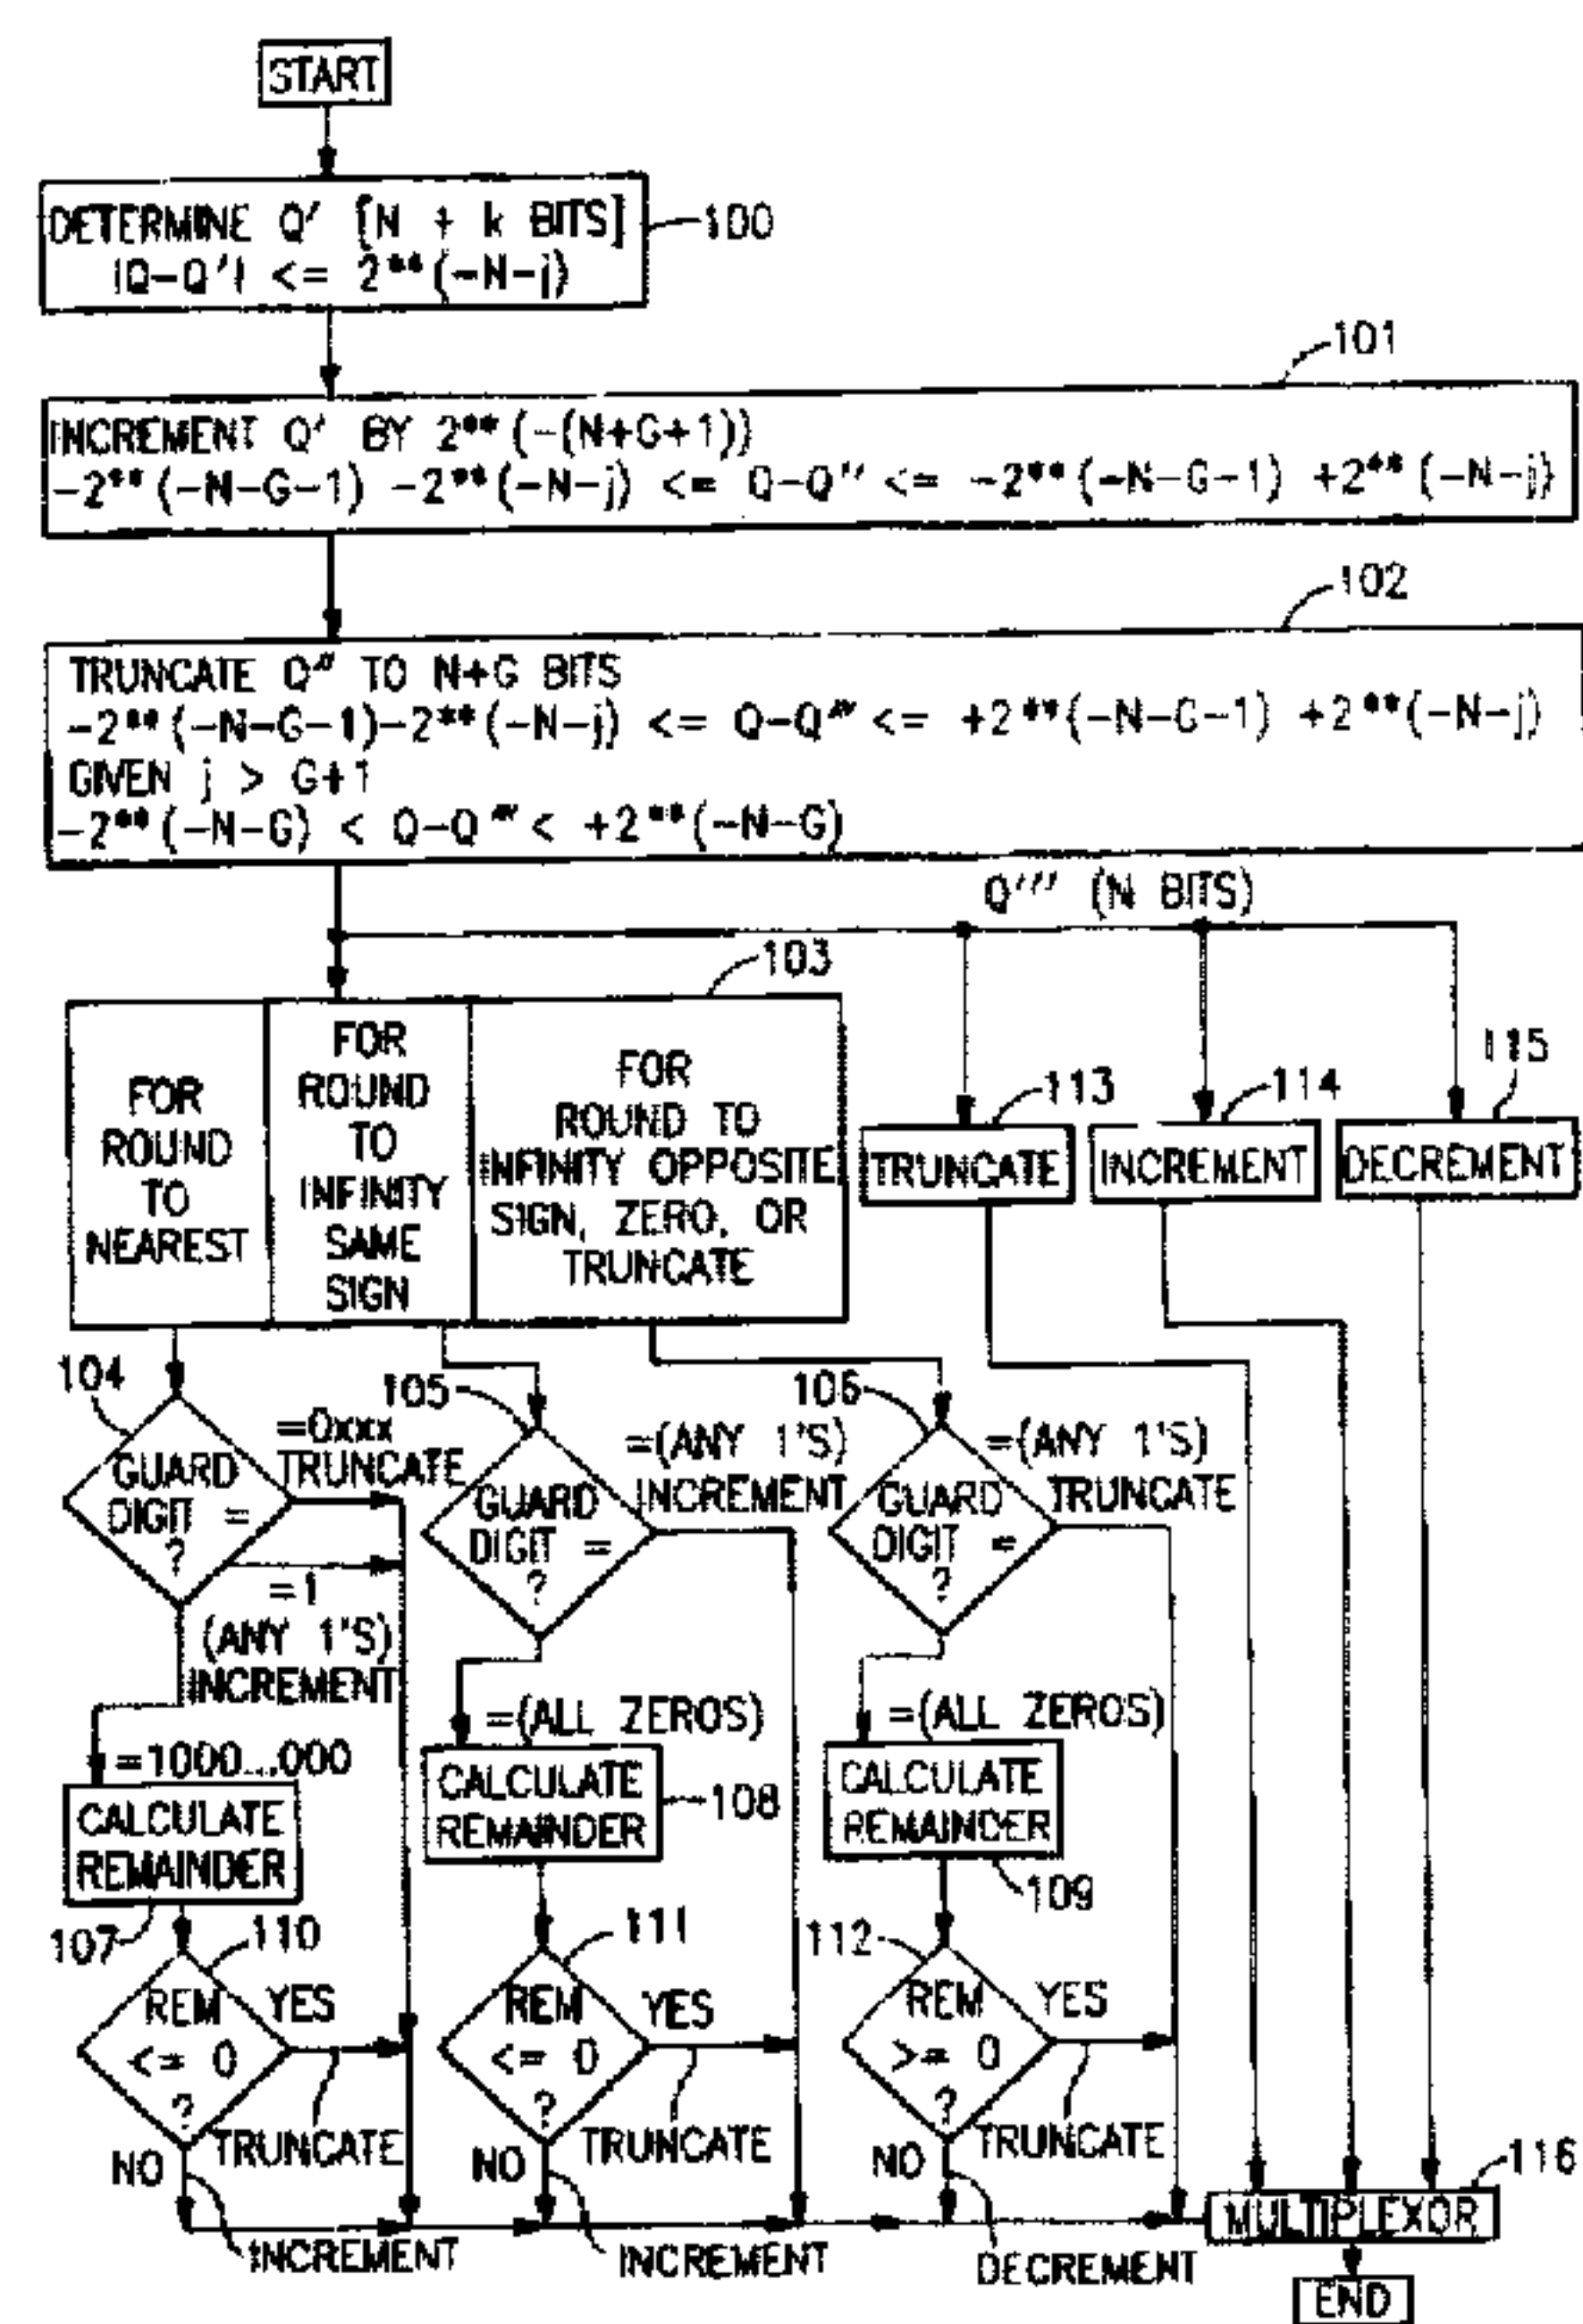 START
DETERMINE Q' [N + k BITS]
|Q-Q'| <= 2**(-N-j)
100
101
INCREMENT Q' BY 2**(-(N+G+1))
-2**(-N-G-1) -2**(-N-j) <= Q-Q'' <= -2**(-N-G-1) +2**(-N-j)
102
TRUNCATE Q'' TO N+G BITS
-2**(-N-G-1)-2**(-N-j) <= Q-Q''' <= +2**(-N-G-1) +2**(-N-j)
GIVEN j > G+1
-2**(-N-G) < Q-Q''' < +2**(-N-G)
Q''' (N BITS)
103
FOR
ROUND
TO
NEAREST
FOR
ROUND
TO
INFINITY
SAME
SIGN
FOR
ROUND TO
INFINITY OPPOSITE
SIGN, ZERO, OR
TRUNCATE
113
TRUNCATE
114
INCREMENT
115
DECREMENT
104
GUARD
DIGIT =
?
=0xxx
TRUNCATE
=1
(ANY 1'S)
INCREMENT
=1000...000
105
GUARD
DIGIT =
?
=(ANY 1'S)
INCREMENT
=(ALL ZEROS)
106
GUARD
DIGIT =
?
=(ANY 1'S)
TRUNCATE
=(ALL ZEROS)
CALCULATE
REMAINDER
107
CALCULATE
REMAINDER
108
CALCULATE
REMAINDER
109
110
REM
<= 0
?
YES
TRUNCATE
NO
INCREMENT
111
REM
<= 0
?
YES
TRUNCATE
NO
INCREMENT
112
REM
>= 0
?
YES
TRUNCATE
NO
DECREMENT
116
MULTIPLEXOR
END